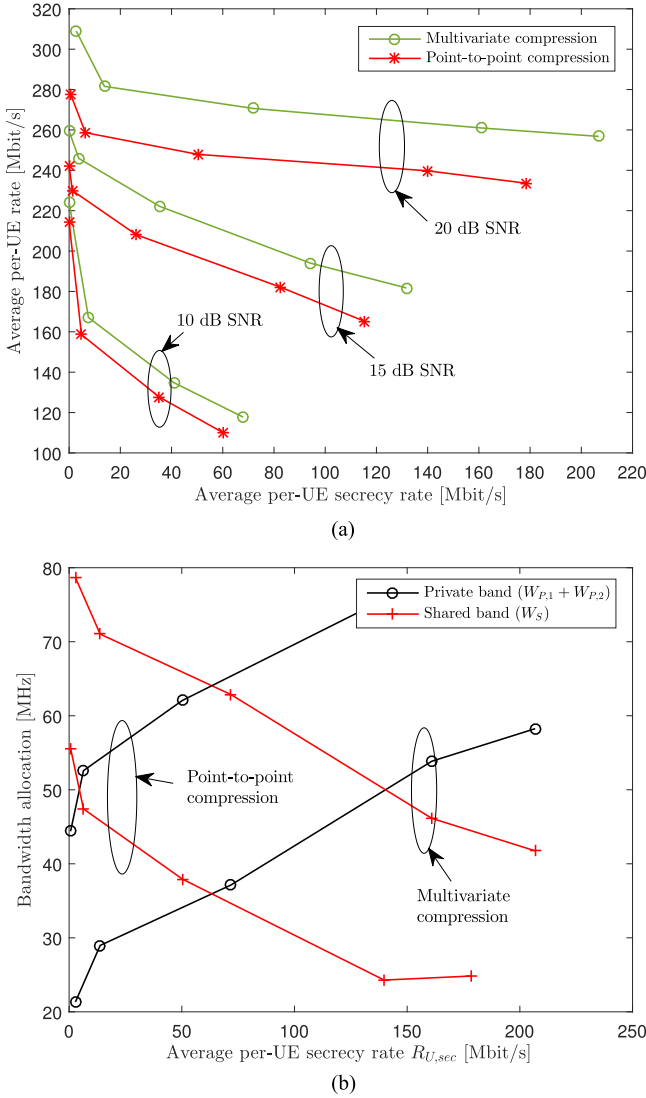 320
300
280
260
240
220
200
180
160
140
120
100
Average per-UE rate [Mbit/s]
Multivariate compression
Point-to-point compression
20 dB SNR
10 dB SNR
15 dB SNR
0 20 40 60 80 100 120 140 160 180 200 220
Average per-UE secrecy rate [Mbit/s]
(a)
80
70
60
50
40
30
20
Bandwidth allocation [MHz]
Private band (W_{P,1} + W_{P,2})
Shared band (W_S)
Point-to-point
compression
Multivariate
compression
0 50 100 150 200 250
Average per-UE secrecy rate R_{U,sec} [Mbit/s]
(b)